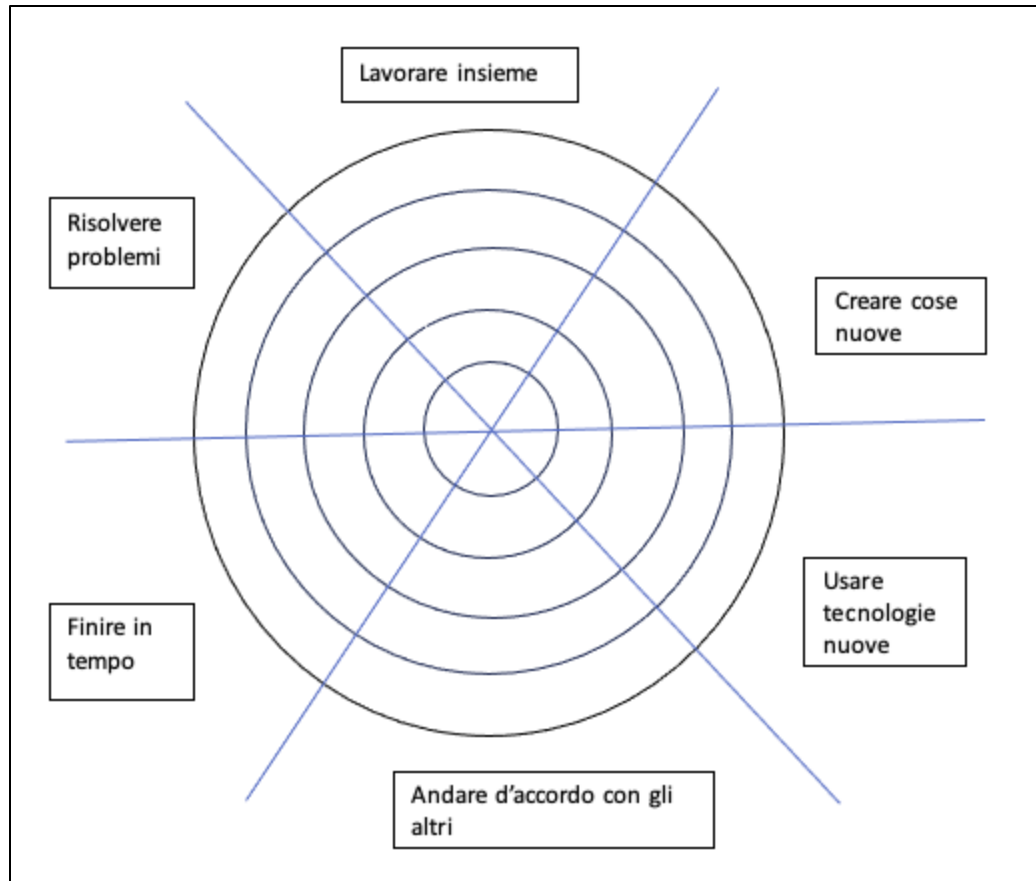 Lavorare insieme
Risolvere
problemi
Creare cose
nuove
Usare
tecnologie
nuove
Finire in
tempo
Andare d'accordo con gli
altri